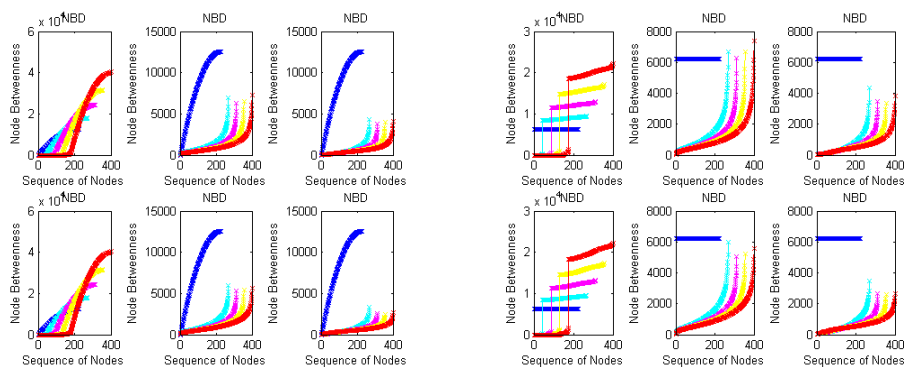 x 10^4 NBD NBD NBD x 10^4 NBD NBD NBD
6 15000 15000 3 8000 8000
4 10000 10000 2 6000 6000
2 5000 5000 1 4000 4000
2000 2000
0 0 0 0 0 0
0 200 400 0 200 400 0 200 400 0 200 400 0 200 400 0 200 400
Node Betweenness Node Betweenness Node Betweenness Node Betweenness Node Betweenness Node Betweenness
Sequence of Nodes Sequence of Nodes Sequence of Nodes Sequence of Nodes Sequence of Nodes Sequence of Nodes
x 10^4 NBD NBD NBD x 10^4 NBD NBD NBD
6 15000 15000 3 8000 8000
4 10000 10000 2 6000 6000
2 5000 5000 1 4000 4000
2000 2000
0 0 0 0 0 0
0 200 400 0 200 400 0 200 400 0 200 400 0 200 400 0 200 400
Node Betweenness Node Betweenness Node Betweenness Node Betweenness Node Betweenness Node Betweenness
Sequence of Nodes Sequence of Nodes Sequence of Nodes Sequence of Nodes Sequence of Nodes Sequence of Nodes